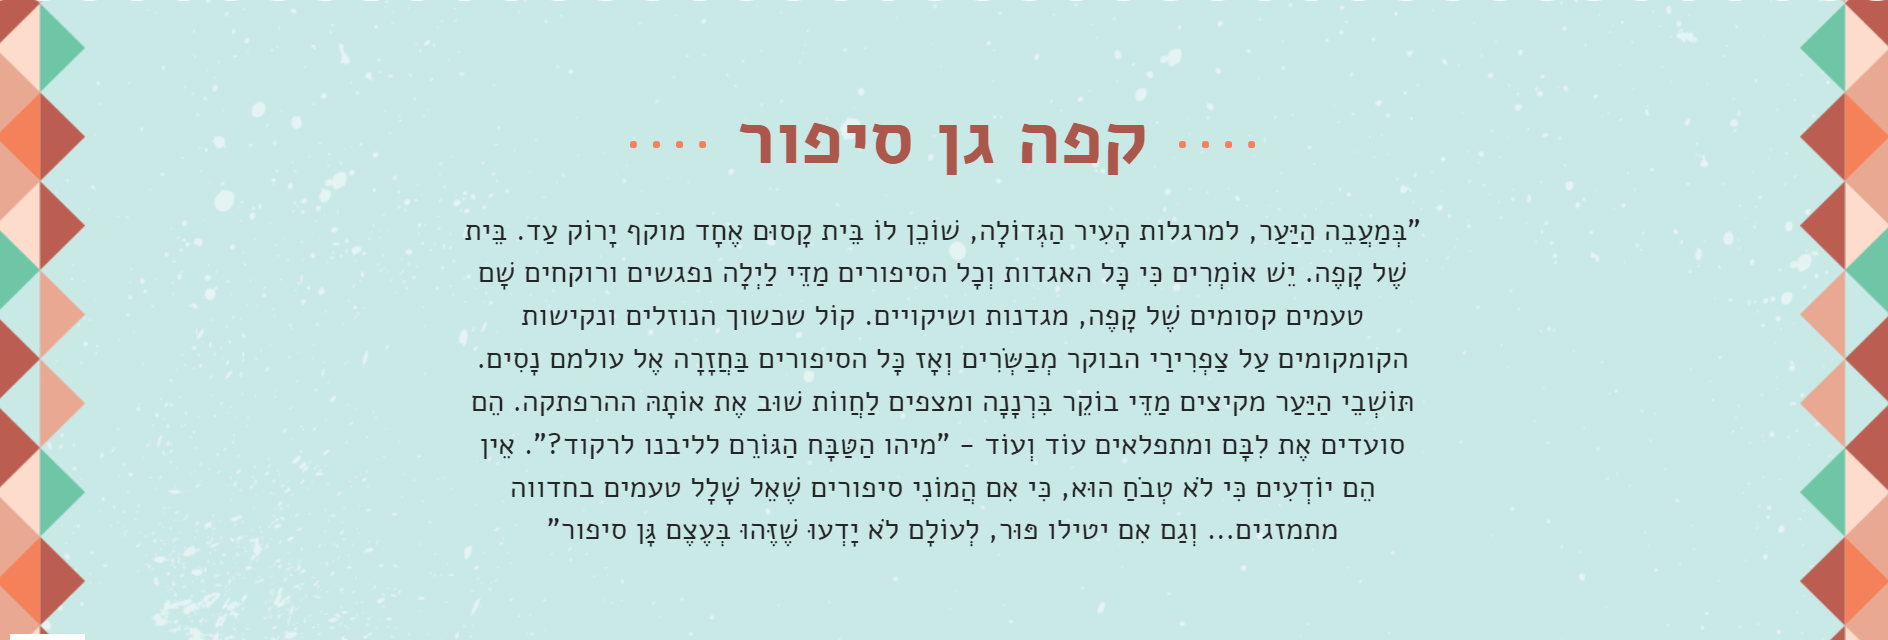 קפה גן סיפור
”בְּמַעֲבֵה הַיַּעַר, למרגלות הָעִיר הַגְּדוֹלָה, שׁוֹכֵן לוֹ בֵּית קָסוּם אֶחָד מוקף יָרוֹק עַד. בֵּית
שֶׁל קָפֶה. יֵשׁ אוֹמְרִים כִּי כָּל האגדות וְכָל הסיפורים מַדֵּי לַיְלָה נפגשים ורוקחים שָׁם
טעמים קסומים שֶׁל קָפֶה, מגדנות ושיקויים. קוֹל שכשוך הנוזלים ונקישות
הקומקומים עַל צַפְרִירַי הבוקר מְבַשְּׂרִים וְאָז כָּל הסיפורים בַּחֲזָרָה אֶל עולמם נָסִים.
תּוֹשְׁבֵי הַיַּעַר מקיצים מַדֵּי בוֹקֵר בִּרְנָנָה ומצפים לַחֲווֹת שׁוּב אֶת אוֹתָהּ ההרפתקה. הֵם
סועדים אֶת לִבָּם ומתפלאים עוֹד וְעוֹד – ”מיהו הַטַּבָּח הַגּוֹרֵם לליבנו לרקוד?”. אֵין
הֵם יוֹדְעִים כִּי לֹא טְבֹחַ הוּא, כִּי אִם הֲמוֹנֵי סיפורים שֶׁאֵל שָׁלָל טעמים בחדווה
מתמזגים... וְגַם אִם יטילו פּוּר, לְעוֹלָם לֹא יָדְעוּ שֶׁזֶּהוּ בְּעֶצֶם גָּן סיפור”